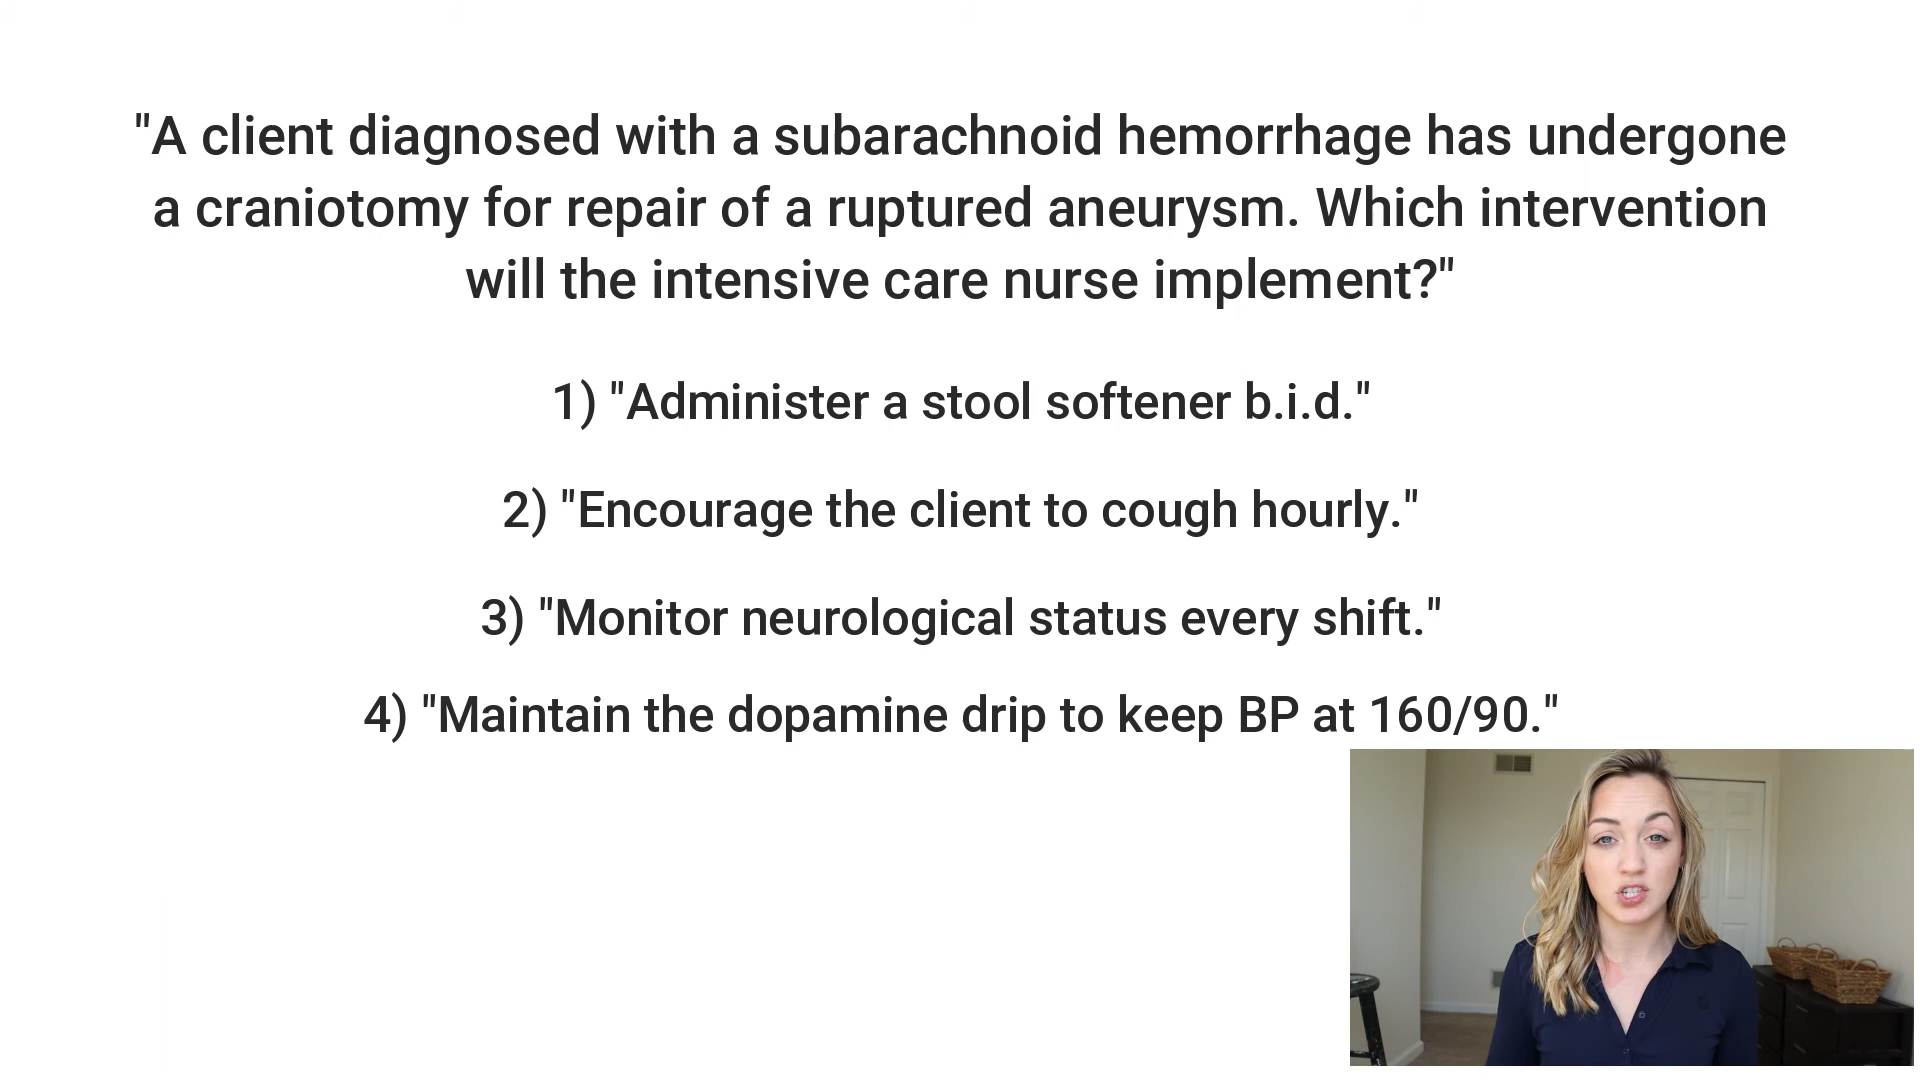 "A client diagnosed with a subarachnoid hemorrhage has undergone
a craniotomy for repair of a ruptured aneurysm. Which intervention
will the intensive care nurse implement?"
1) "Administer a stool softener b.i.d."
2) "Encourage the client to cough hourly."
3) "Monitor neurological status every shift."
4) "Maintain the dopamine drip to keep BP at 160/90."